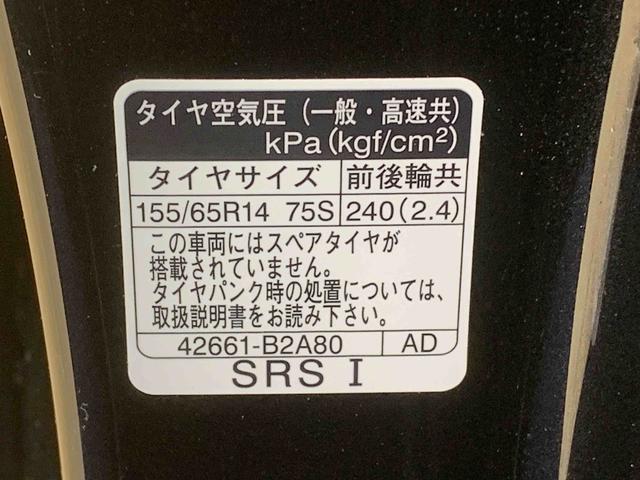 タイヤ空気圧（一般・高速共）
kPa(kgf/cm²)
タイヤサイズ 前後輪共
155/65R14 75S 240(2.4)
この車両にはスペアタイヤが
搭載されていません。
タイヤパンク時の処置については、
取扱説明書をお読み下さい。
42661-B2A80 AD
SRS I